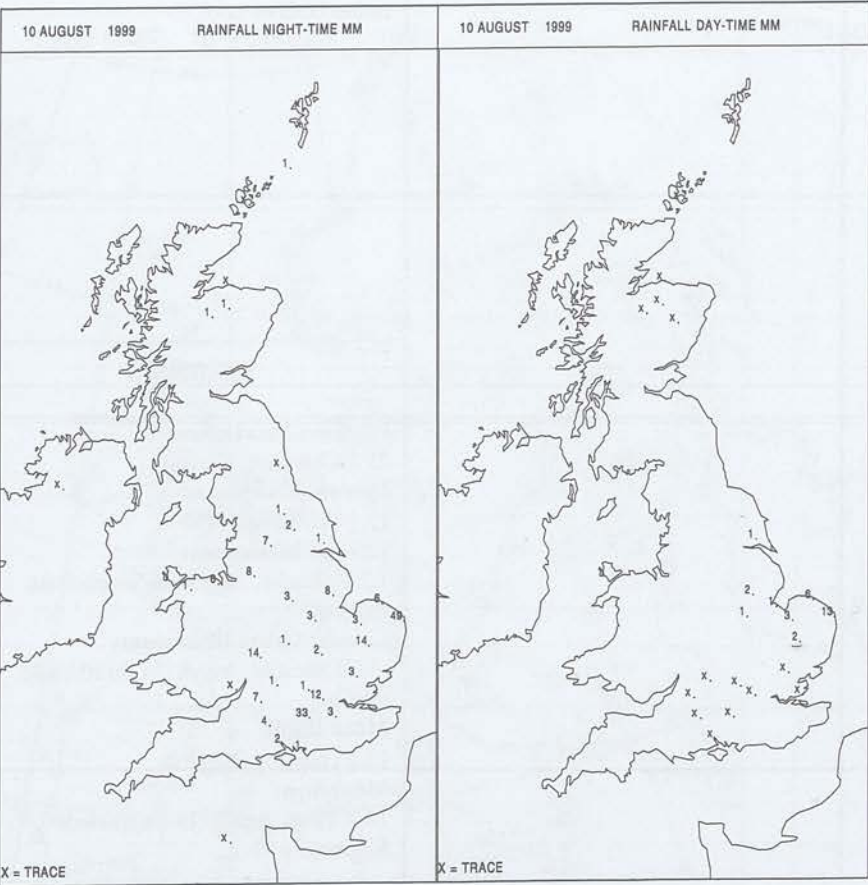 10 AUGUST 1999 RAINFALL NIGHT-TIME MM
1.
X
1. 1.
X.
X.
1.
2.
7. 1.
8
8.
3. 6
49
3. 3.
1. 14.
14. 2.
3.
X 1. 1.
7. 12.
33. 3.
4.
2
X.
X = TRACE
10 AUGUST 1999 RAINFALL DAY-TIME MM
X
X.
X. X.
1.
2. 6
1. 13
1. 3.
2.
X.
X. X.
X. X. X
X. X.
X
X = TRACE